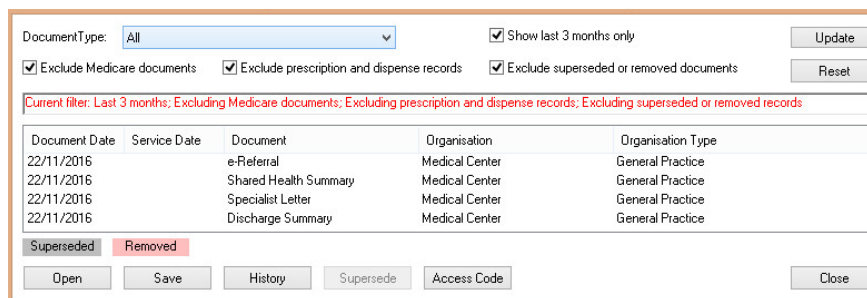 DocumentType: All Show last 3 months only Update
Exclude Medicare documents Exclude prescription and dispense records Exclude superseded or removed documents Reset
Current filter: Last 3 months; Excluding Medicare documents; Excluding prescription and dispense records; Excluding superseded or removed records
Document Date Service Date Document Organisation Organisation Type
22/11/2016 e-Referral Medical Center General Practice
22/11/2016 Shared Health Summary Medical Center General Practice
22/11/2016 Specialist Letter Medical Center General Practice
22/11/2016 Discharge Summary Medical Center General Practice
Superseded Removed
Open Save History Supersede Access Code Close